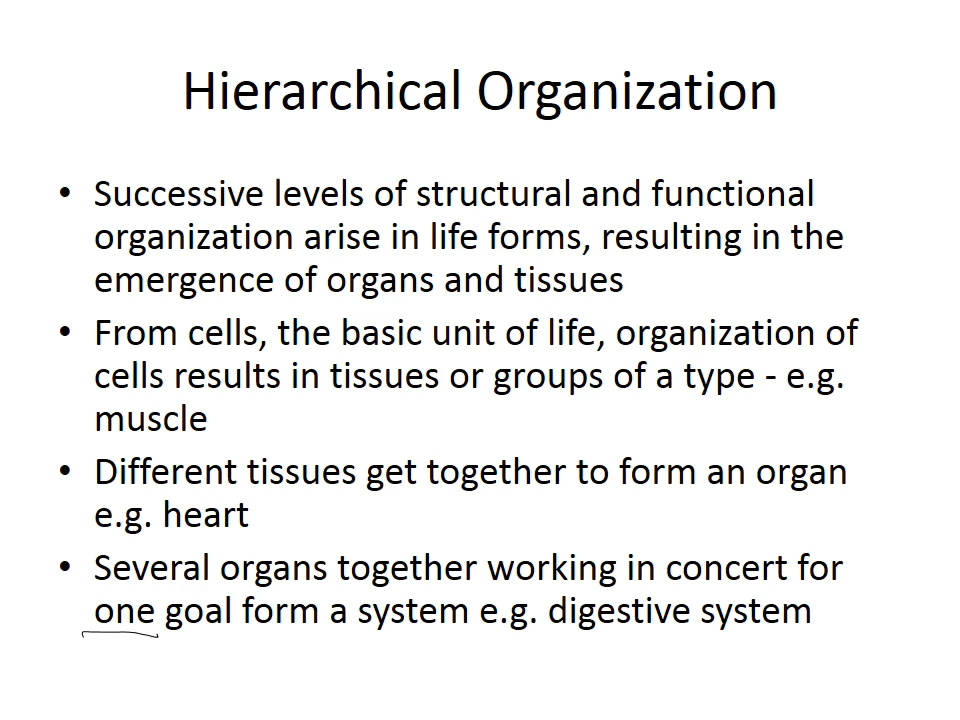 Hierarchical Organization
• Successive levels of structural and functional
organization arise in life forms, resulting in the
emergence of organs and tissues
• From cells, the basic unit of life, organization of
cells results in tissues or groups of a type - e.g.
muscle
• Different tissues get together to form an organ
e.g. heart
• Several organs together working in concert for
one goal form a system e.g. digestive system